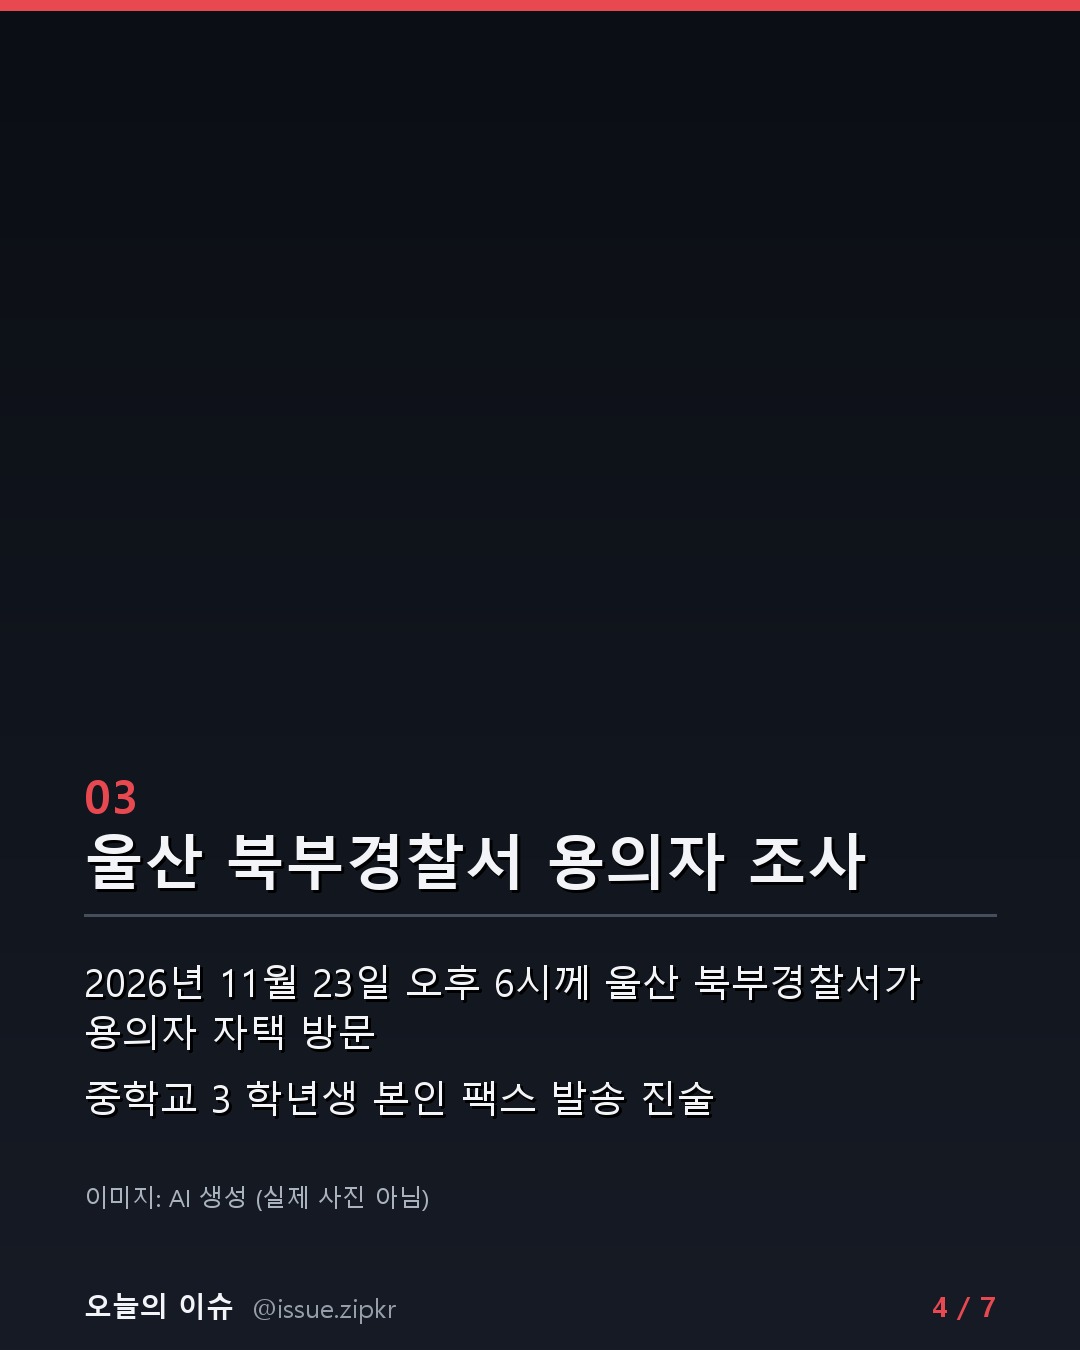 03
울산 북부경찰서 용의자 조사
2026년 11월 23일 오후 6시께 울산 북부경찰서가
용의자 자택 방문
중학교 3 학년생 본인 팩스 발송 진술
이미지: AI 생성 (실제 사진 아님)
오늘의 이슈 @issue.zipkr
4 / 7